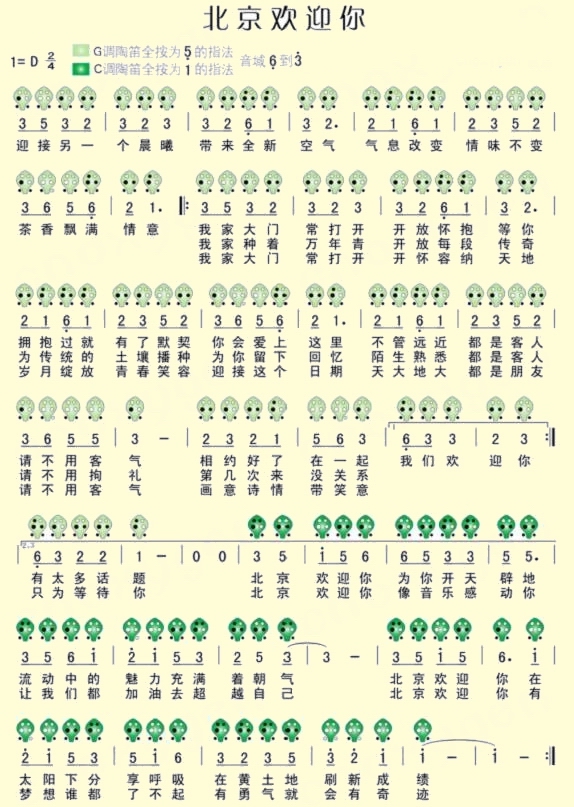 北京欢迎你
1=D 2/4
G调陶笛全按为5的指法
C调陶笛全按为1的指法
音域6到3
3 5 3 2 | 3 2 3 | 3 2 6 1 | 3 2. | 2 1 6 1 | 2 3 5 2 |
迎接另一 个晨曦 带来全新 空气 气息改变 情味不变
3 6 5 6 | 2 1. |: 3 5 3 2 | 3 2 3 | 3 2 6 1 | 3 2. |
茶香飘满 情意 我家大门 常打开 开放怀抱 等你
我家种着 万年青 开放每段 传奇
我家大门 常打开 开怀容纳 天地
2 1 6 1 | 2 3 5 2 | 3 6 5 6 | 2 1. | 3 2 1 2 | 2 3 5 2 |
拥抱过就 有了默契 你会爱上 这里 不管远近 都是客人
为传统的 土壤播种 你你留下 回忆 陌生熟悉 都是客人
岁月绽放 青春笑容 为迎接这个 日期 天大地大 都是朋友
3 6 5 5 | 3 - | 2 3 2 1 | 5 6 3 | 1 6 3 3 | 2 3 :|
请不用客 气 相约好了 在一起 我们欢 迎你
请不用拘 礼 第几次来 没关系
请不用客 气 画意诗情 带笑意
2.3
6 3 2 2 | 1 - | 0 0 | 3 5 | 1 5 6 | 6 5 3 3 | 5 5. |
有太多话 题 北京 欢迎你 为你开天 辟地
只为等待 你 北京 欢迎你 像音乐感 动你
3 5 6 1 | 2 1 5 3 | 2 5 3 | 3 - | 3 5 1 5 | 6. 1 |
流动中的 魅力充满 着朝气 北京欢迎 你在
让我们都 加油去超 越自己 北京欢迎 你有
2 1 5 1 | 3 3 | 2 3 6 5 | 3 2 1 | 1 - | 1 - :|
太阳下分 享呼吸 在黄土地 刷新成 绩
梦想谁都 了不起 有勇气就 会有奇 迹